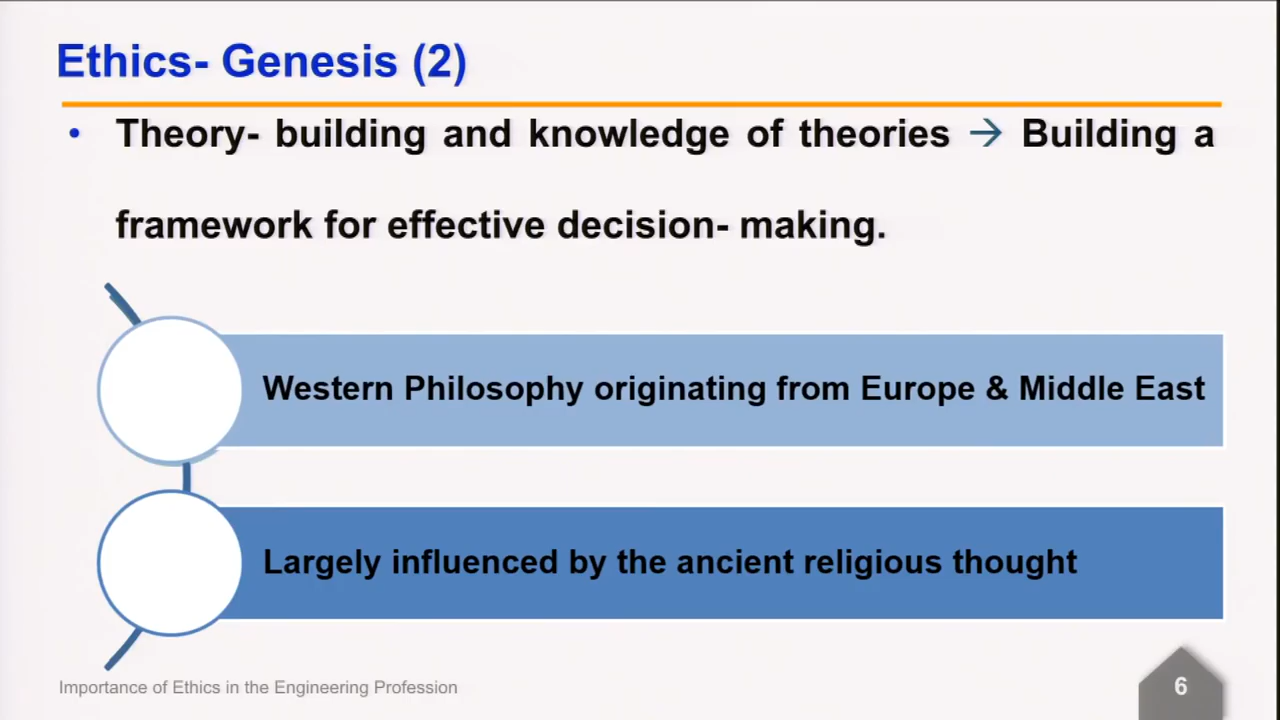 Ethics- Genesis (2)
• Theory- building and knowledge of theories → Building a
framework for effective decision- making.
Western Philosophy originating from Europe & Middle East
Largely influenced by the ancient religious thought
Importance of Ethics in the Engineering Profession
6